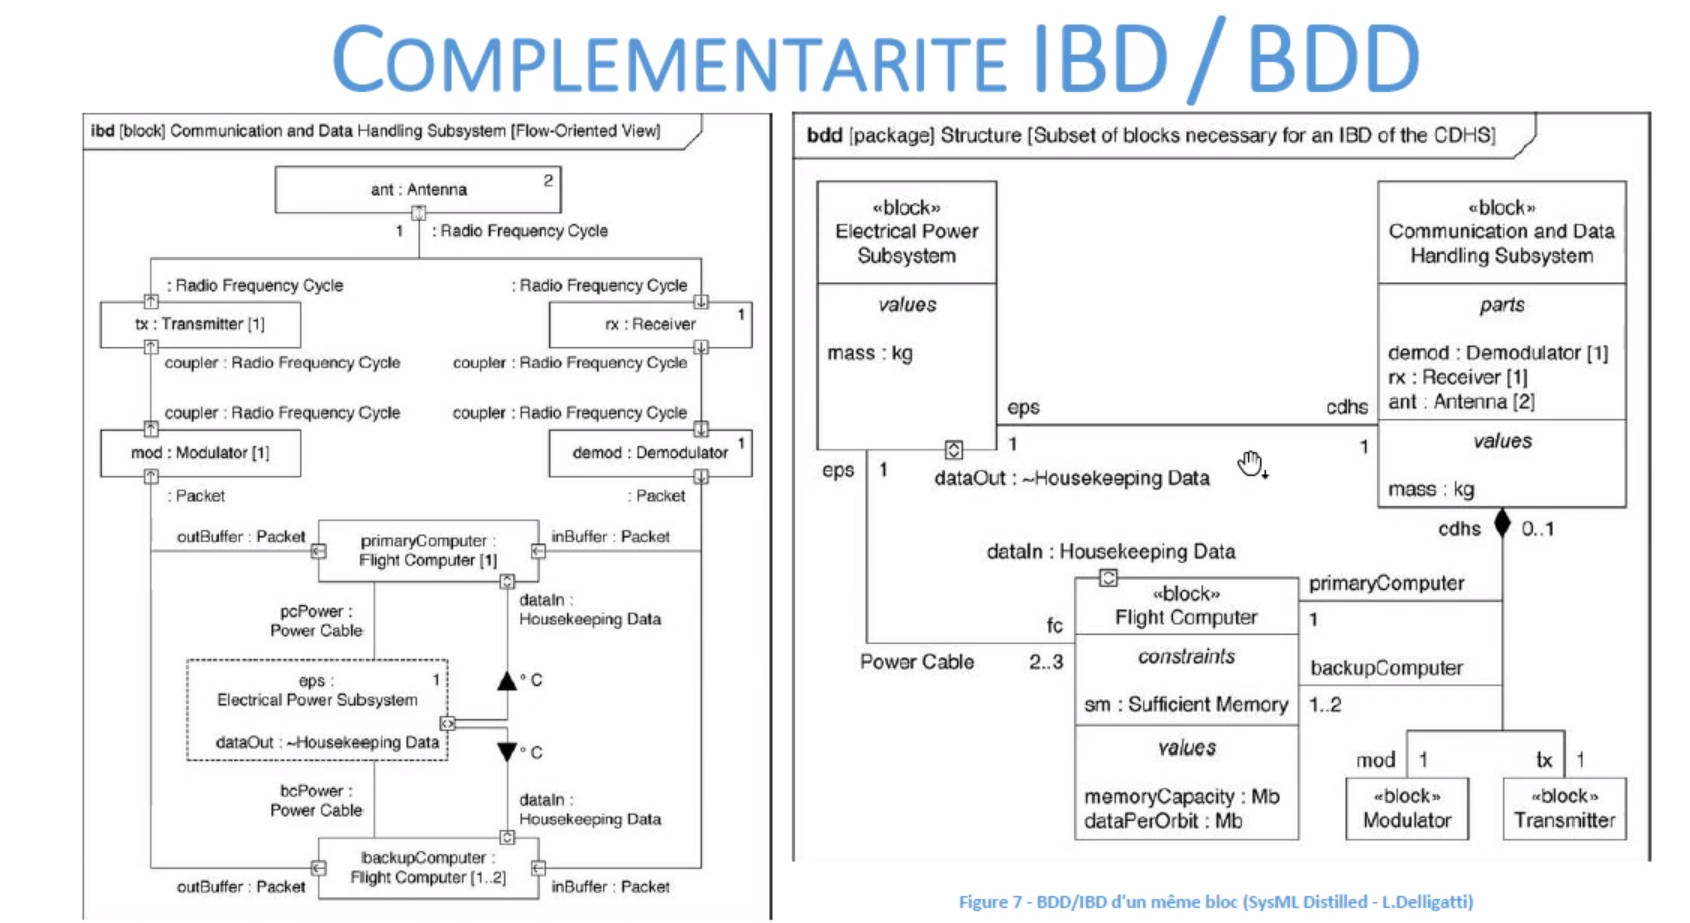 COMPLEMENTARITE IBD / BDD
ibd [block] Communication and Data Handling Subsystem [Flow-Oriented View]
ant : Antenna
2
1
: Radio Frequency Cycle
: Radio Frequency Cycle
: Radio Frequency Cycle
tx : Transmitter [1]
rx : Receiver
1
coupler : Radio Frequency Cycle
coupler : Radio Frequency Cycle
coupler : Radio Frequency Cycle
coupler : Radio Frequency Cycle
mod : Modulator [1]
demod : Demodulator
1
: Packet
: Packet
outBuffer : Packet
primaryComputer :
Flight Computer [1]
inBuffer : Packet
pcPower :
Power Cable
dataIn :
Housekeeping Data
eps :
Electrical Power Subsystem
1
dataOut : ~Housekeeping Data
° C
° C
bcPower :
Power Cable
dataIn :
Housekeeping Data
backupComputer :
Flight Computer [1..2]
outBuffer : Packet
inBuffer : Packet
bdd [package] Structure [Subset of blocks necessary for an IBD of the CDHS]
«block»
Electrical Power
Subsystem
values
mass : kg
«block»
Communication and Data
Handling Subsystem
parts
demod : Demodulator [1]
rx : Receiver [1]
ant : Antenna [2]
values
mass : kg
eps
1
cdhs
1
eps
1
dataOut : ~Housekeeping Data
cdhs
0..1
dataIn : Housekeeping Data
«block»
Flight Computer
constraints
sm : Sufficient Memory
values
memoryCapacity : Mb
dataPerOrbit : Mb
fc
Power Cable
2..3
primaryComputer
1
backupComputer
1..2
mod
1
tx
1
«block»
Modulator
«block»
Transmitter
Figure 7 - BDD/IBD d'un même bloc (SysML Distilled - L.Delligatti)